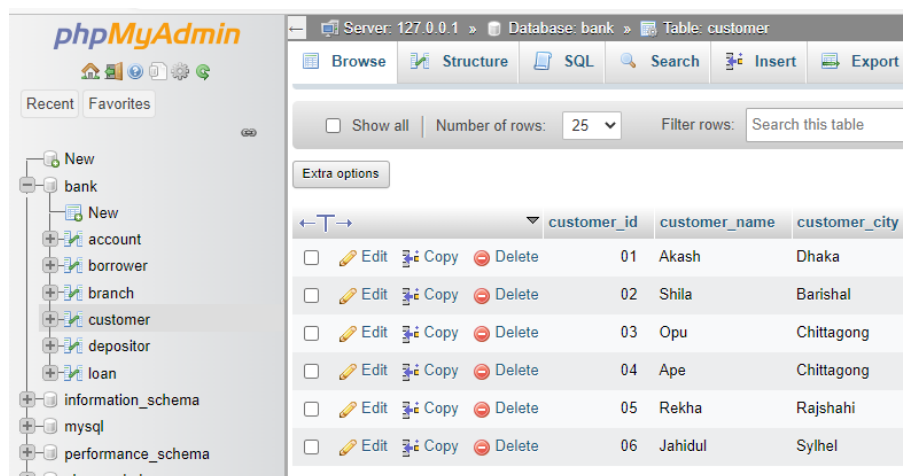 phpMyAdmin
Recent Favorites
New
bank
New
account
borrower
branch
customer
depositor
loan
information_schema
mysql
performance_schema
Server: 127.0.0.1 » Database: bank » Table: customer
Browse Structure SQL Search Insert Export
Show all Number of rows: 25 Filter rows: Search this table
Extra options
customer_id customer_name customer_city
Edit Copy Delete 01 Akash Dhaka
Edit Copy Delete 02 Shila Barishal
Edit Copy Delete 03 Opu Chittagong
Edit Copy Delete 04 Ape Chittagong
Edit Copy Delete 05 Rekha Rajshahi
Edit Copy Delete 06 Jahidul Sylhel